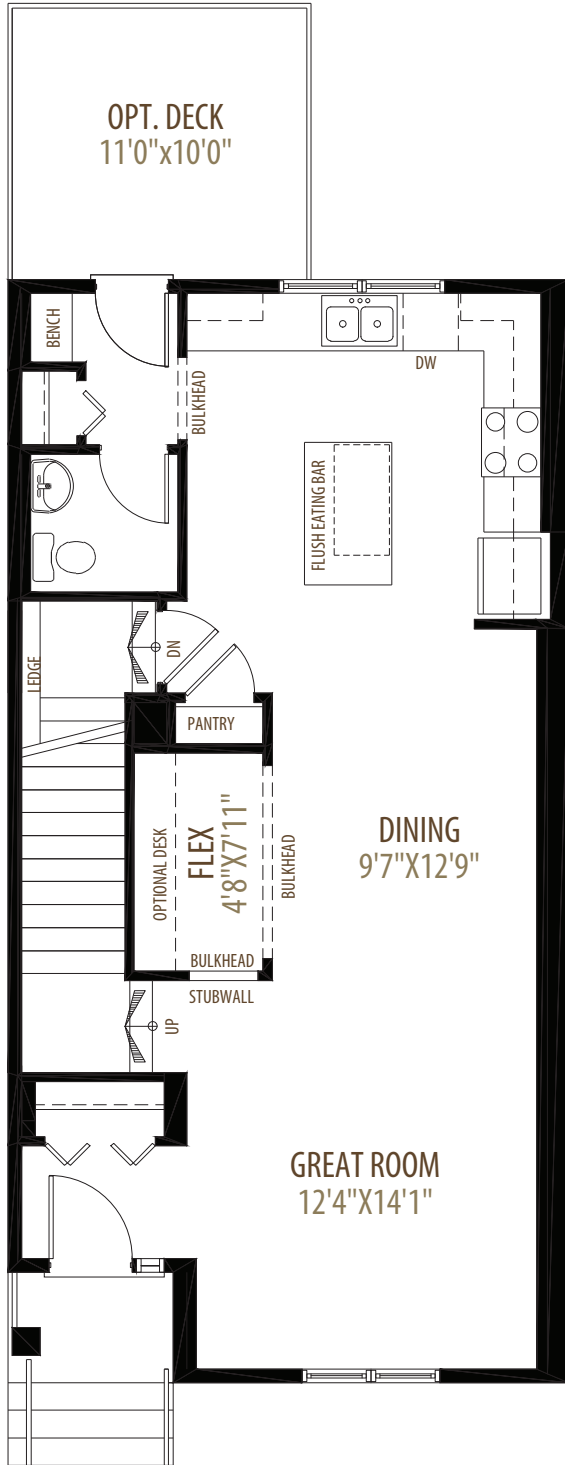 OPT. DECK
11'0"x10'0"
BENCH
BULKHEAD
DW
FLUSH EATING BAR
LEDGE
DN
PANTRY
OPTIONAL DESK
FLEX
4'8"X7'11"
BULKHEAD
DINING
9'7"X12'9"
BULKHEAD
STUBWALL
UP
GREAT ROOM
12'4"X14'1"